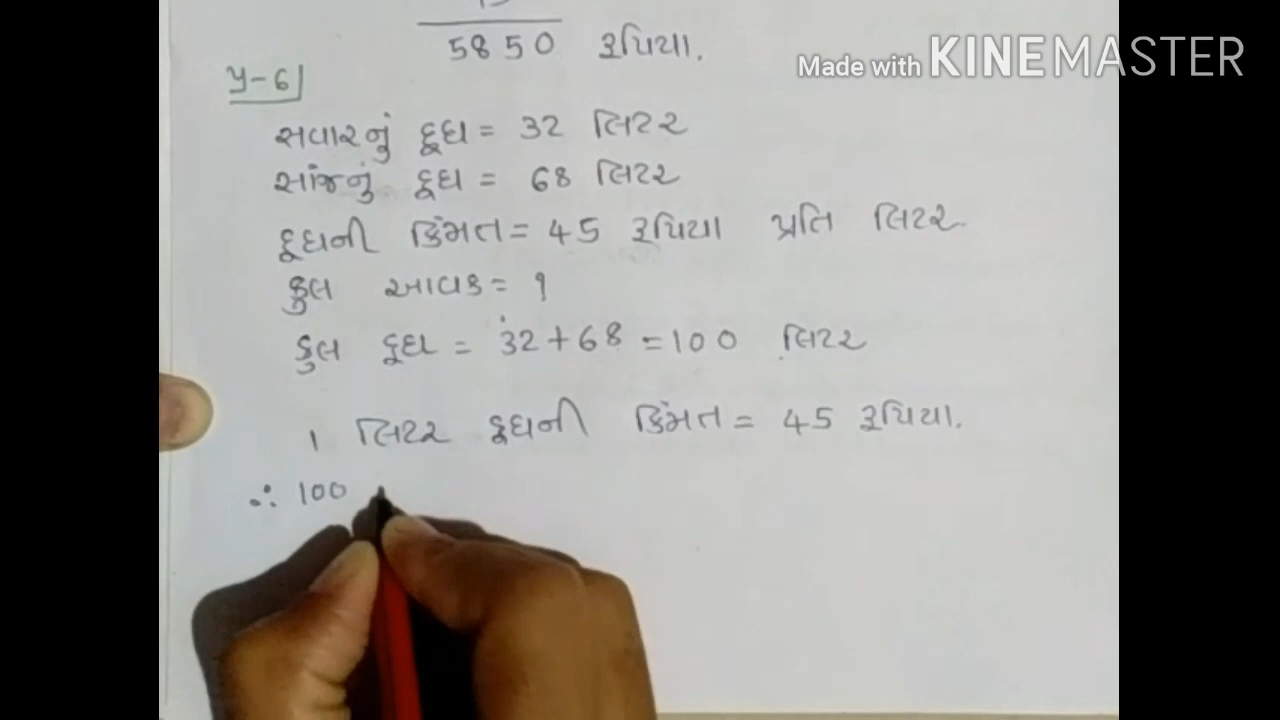 5850 રૂપિયા.
Made with KINEMASTER
પ્ર-6
સવારનું દૂધ = 32 લિટર
સાંજનું દૂધ = 68 લિટર
દૂધની કિંમત = 45 રૂપિયા પ્રતિ લિટર
કુલ આવક = ?
કુલ દૂધ = 32 + 68 = 100 લિટર
1 લિટર દૂધની કિંમત = 45 રૂપિયા.
∴ 100